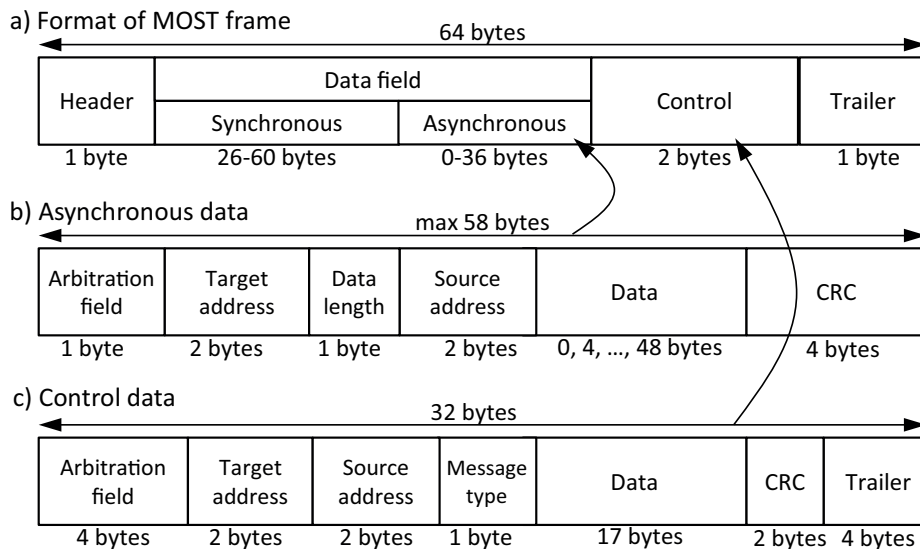 a) Format of MOST frame
64 bytes
Header
Data field
Control
Trailer
Synchronous
Asynchronous
1 byte
26-60 bytes
0-36 bytes
2 bytes
1 byte
b) Asynchronous data
max 58 bytes
Arbitration field
Target address
Data length
Source address
Data
CRC
1 byte
2 bytes
1 byte
2 bytes
0, 4, ..., 48 bytes
4 bytes
c) Control data
32 bytes
Arbitration field
Target address
Source address
Message type
Data
CRC
Trailer
4 bytes
2 bytes
2 bytes
1 byte
17 bytes
2 bytes
4 bytes